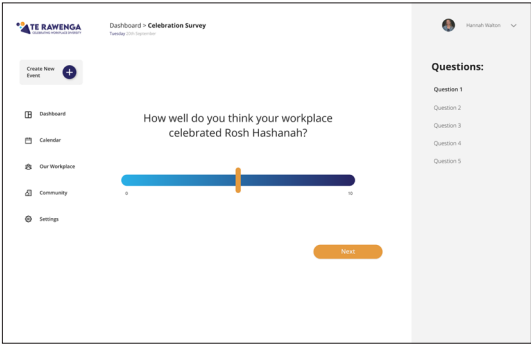 TE RAWENGA
CELEBRATING WORKPLACE DIVERSITY
Dashboard > Celebration Survey
Tuesday 20th September
Hannah Walton
Create New
Event
Dashboard
Calendar
Our Workplace
Community
Settings
How well do you think your workplace
celebrated Rosh Hashanah?
10
Next
Questions:
Question 1
Question 2
Question 3
Question 4
Question 5